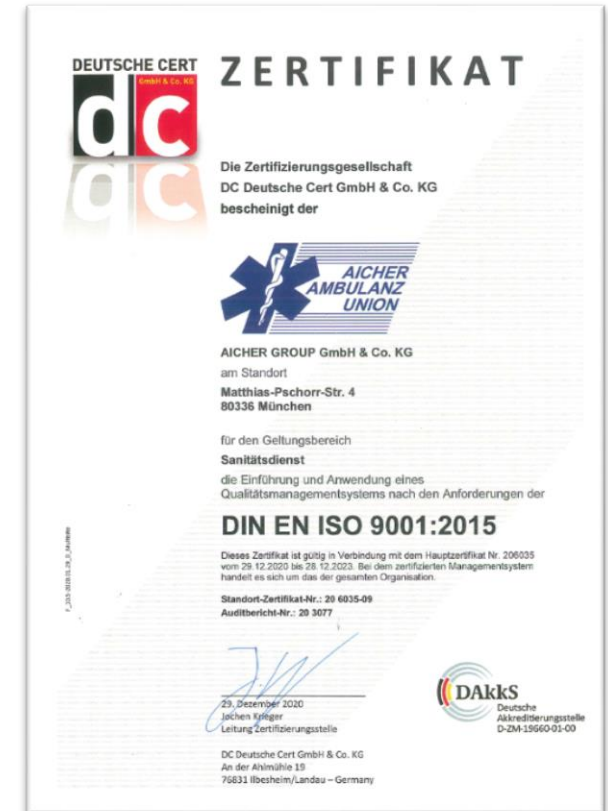 DEUTSCHE CERT
GmbH & Co. KG
dc
ZERTIFIKAT
Die Zertifizierungsgesellschaft
DC Deutsche Cert GmbH & Co. KG
bescheinigt der
AICHER
AMBULANZ
UNION
AICHER GROUP GmbH & Co. KG
am Standort
Matthias-Pschorr-Str. 4
80336 München
für den Geltungsbereich
Sanitätsdienst
die Einführung und Anwendung eines
Qualitätsmanagementsystems nach den Anforderungen der
DIN EN ISO 9001:2015
Dieses Zertifikat ist gültig in Verbindung mit dem Hauptzertifikat Nr. 206035
vom 29.12.2020 bis 28.12.2023. Bei dem zertifizierten Managementsystem
handelt es sich um das der gesamten Organisation.
Standort-Zertifikat-Nr.: 20 6035-09
Auditbericht-Nr.: 20 3077
29. Dezember 2020
Jochen Krieger
Leitung Zertifizierungsstelle
DC Deutsche Cert GmbH & Co. KG
An der Ahlmühle 19
76831 Ilbesheim/Landau – Germany
DAkkS
Deutsche
Akkreditierungsstelle
D-ZM-19660-01-00